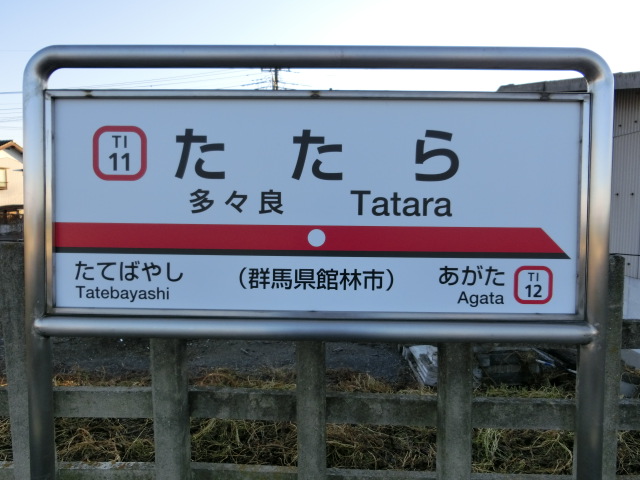 TI
11
たたら
多々良 Tatara
たてばやし
Tatebayashi
(群馬県館林市)
あがた
Agata
TI
12